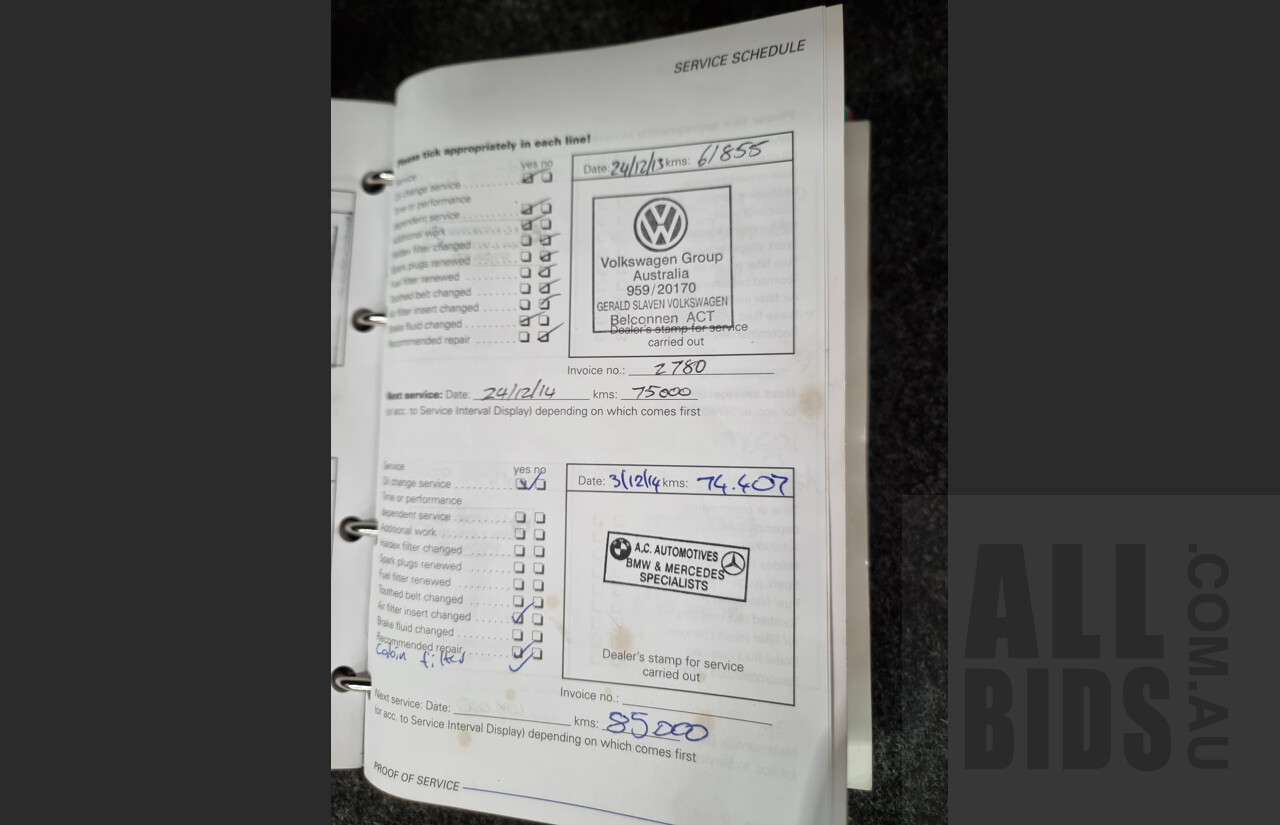 SERVICE SCHEDULE
Please tick appropriately in each line!
yes no
Service
Oil change service
Time or performance
dependent service
Additional work
Haldex filter changed
Spark plugs renewed
Fuel filter renewed
Toothed belt changed
Air filter insert changed
Brake fluid changed
Recommended repair
Date: 24/12/13 kms: 61855
VW
Volkswagen Group
Australia
959/20170
GERALD SLAVEN VOLKSWAGEN
Belconnen ACT
Dealer's stamp for service
carried out
Invoice no.: 2780
Next service: Date: 24/12/14 kms: 75000
(or acc. to Service Interval Display) depending on which comes first
Service
yes no
Oil change service
Time or performance
dependent service
Additional work
Haldex filter changed
Spark plugs renewed
Fuel filter renewed
Toothed belt changed
Air filter insert changed
Brake fluid changed
Recommended repair
Cabin filter
Date: 3/12/14 kms: 74.407
A.C. AUTOMOTIVES
BMW & MERCEDES
SPECIALISTS
Dealer's stamp for service
carried out
Invoice no.:
Next service: Date: kms: 85000
(or acc. to Service Interval Display) depending on which comes first
PROOF OF SERVICE
ALL
BIDS
.COM.AU